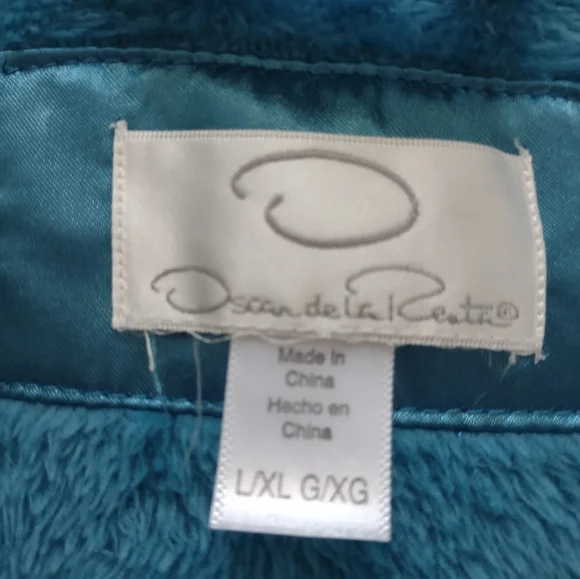 Oscar de la Renta®
Made in
China
Hecho en
China
L/XL G/XG